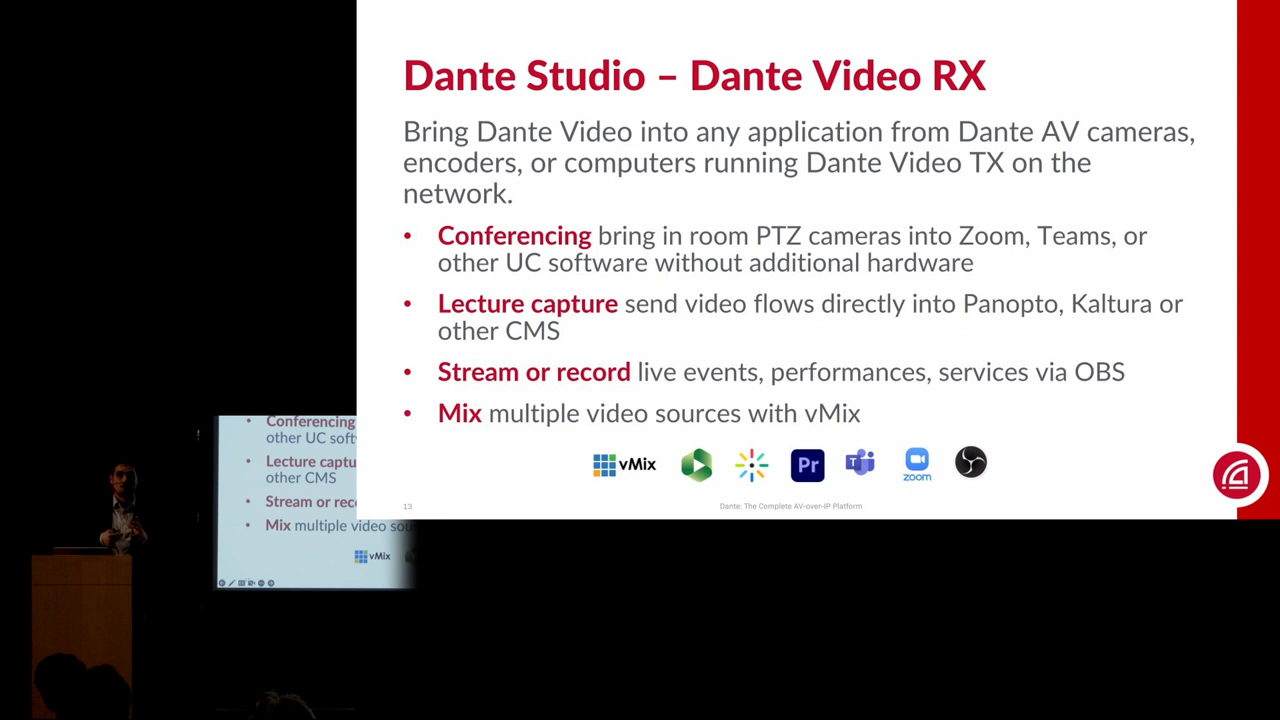 Dante Studio – Dante Video RX
Bring Dante Video into any application from Dante AV cameras,
encoders, or computers running Dante Video TX on the
network.
• Conferencing bring in room PTZ cameras into Zoom, Teams, or
other UC software without additional hardware
• Lecture capture send video flows directly into Panopto, Kaltura or
other CMS
• Stream or record live events, performances, services via OBS
• Mix multiple video sources with vMix
vMix
Pr
T
zoom
13
Dante: The Complete AV-over-IP Platform
• Conferencing
other UC soft
• Lecture captu
other CMS
• Stream or reco
• Mix multiple video sou
vMix